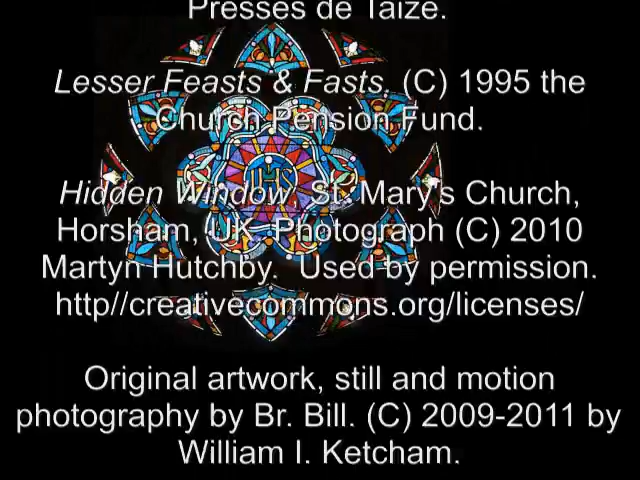 Presses de Taize.
Lesser Feasts & Fasts. (C) 1995 the
Church Pension Fund.
IHS
Hidden Window, St. Mary's Church,
Horsham, UK. Photograph (C) 2010
Martyn Hutchby. Used by permission.
http//creativecommons.org/licenses/
Original artwork, still and motion
photography by Br. Bill. (C) 2009-2011 by
William I. Ketcham.